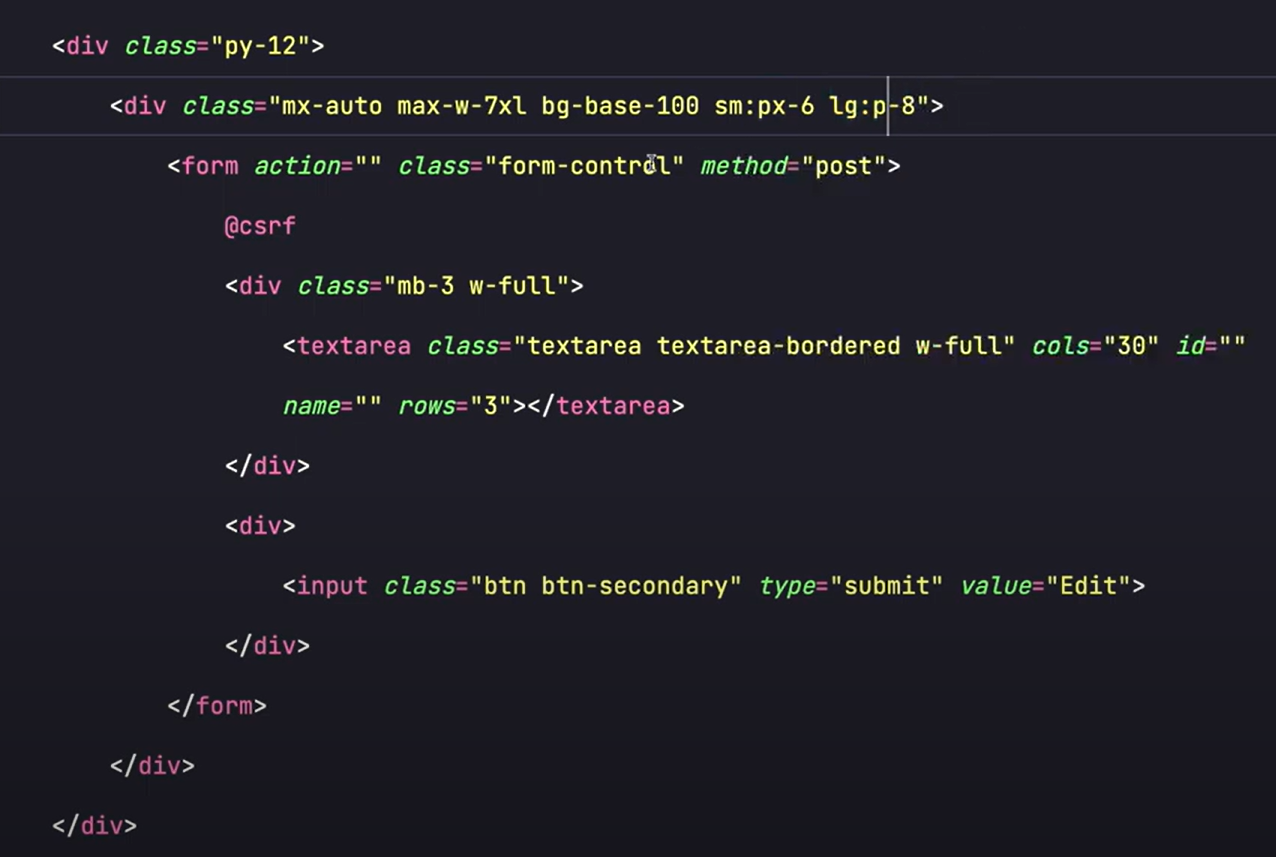 <div class="py-12">
<div class="mx-auto max-w-7xl bg-base-100 sm:px-6 lg:p-8">
<form action="" class="form-control" method="post">
@csrf
<div class="mb-3 w-full">
<textarea class="textarea textarea-bordered w-full" cols="30" id=""
name="" rows="3"></textarea>
</div>
<div>
<input class="btn btn-secondary" type="submit" value="Edit">
</div>
</form>
</div>
</div>